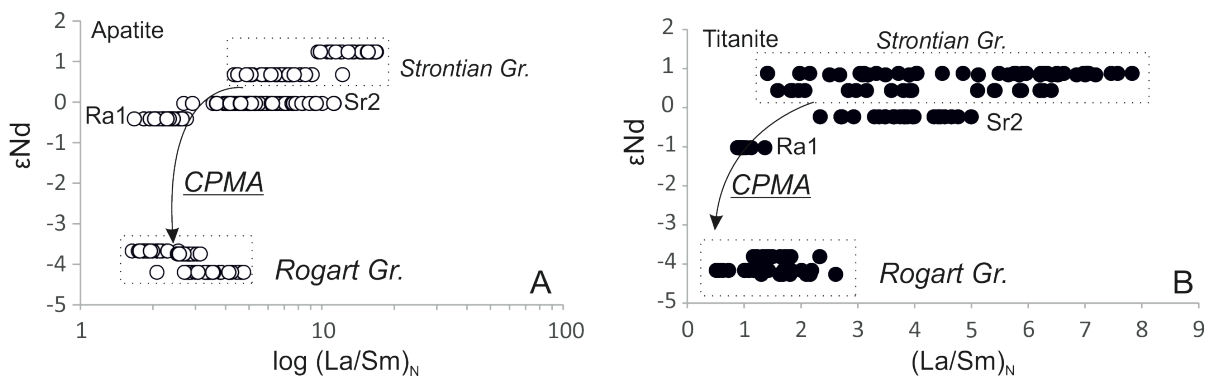 Apatite
Strontian Gr.
Ra1
Sr2
CPMA
Rogart Gr.
A
εNd
2
1
0
-1
-2
-3
-4
-5
1
10
100
log (La/Sm)N
Titanite
Strontian Gr.
Sr2
Ra1
CPMA
Rogart Gr.
B
εNd
2
1
0
-1
-2
-3
-4
-5
0
1
2
3
4
5
6
7
8
9
(La/Sm)N